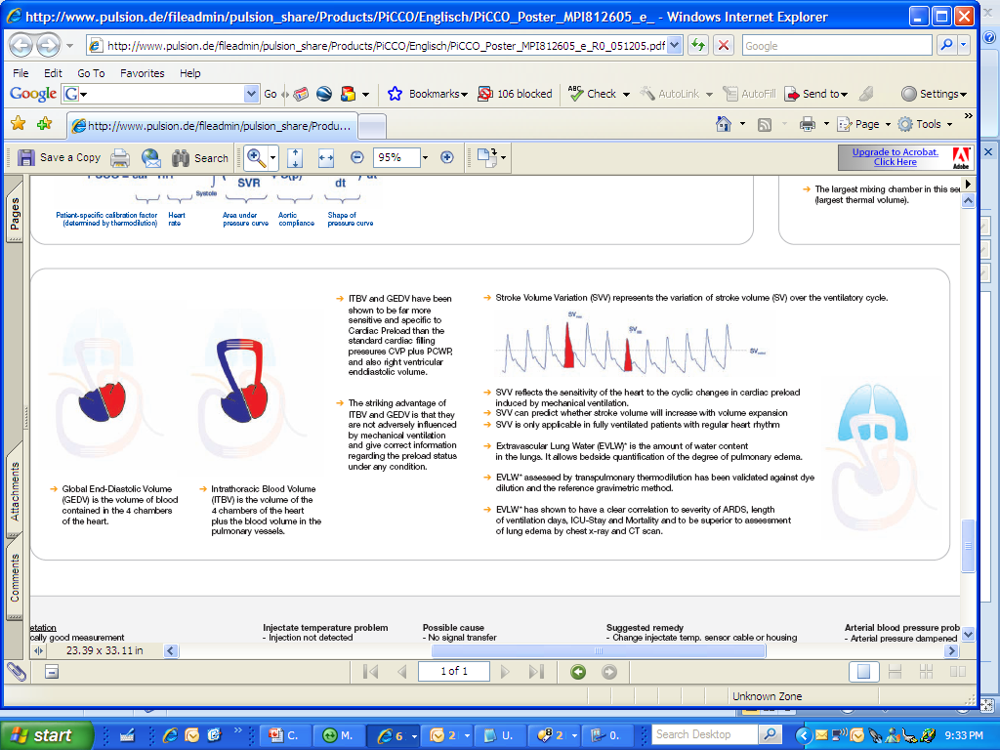 http://www.pulsion.de/fileadmin/pulsion_share/Products/PiCCO/Englisch/PiCCO_Poster_MPI812605_e_ - Windows Internet Explorer
http://www.pulsion.de/fileadmin/pulsion_share/Products/PiCCO/Englisch/PiCCO_Poster_MPI812605_e_R0_051205.pdf
Google
File Edit Go To Favorites Help
Google G Go Bookmarks 106 blocked ABC Check AutoLink AutoFill Send to Settings
http://www.pulsion.de/fileadmin/pulsion_share/Produ... Page Tools
Save a Copy Search 95% Upgrade to Acrobat. Click Here Adobe
Pages
Attachments
Comments
SVR
dt
Systole
Patient-specific calibration factor
(determined by thermodilution)
Heart
rate
Area under
pressure curve
Aortic
compliance
Shape of
pressure curve
The largest mixing chamber in this se
(largest thermal volume).
Global End-Diastolic Volume
(GEDV) is the volume of blood
contained in the 4 chambers
of the heart.
Intrathoracic Blood Volume
(ITBV) is the volume of the
4 chambers of the heart
plus the blood volume in the
pulmonary vessels.
ITBV and GEDV have been
shown to be far more
sensitive and specific to
Cardiac Preload than the
standard cardiac filling
pressures CVP plus PCWP,
and also right ventricular
enddiastolic volume.
The striking advantage of
ITBV and GEDV is that they
are not adversely influenced
by mechanical ventilation
and give correct information
regarding the preload status
under any condition.
Stroke Volume Variation (SVV) represents the variation of stroke volume (SV) over the ventilatory cycle.
SV
SV
SV
SVV reflects the sensitivity of the heart to the cyclic changes in cardiac preload
induced by mechanical ventilation.
SVV can predict whether stroke volume will increase with volume expansion
SVV is only applicable in fully ventilated patients with regular heart rhythm
Extravascular Lung Water (EVLW)* is the amount of water content
in the lungs. It allows bedside quantification of the degree of pulmonary edema.
EVLW* assessed by transpulmonary thermodilution has been validated against dye
dilution and the reference gravimetric method.
EVLW* has shown to have a clear correlation to severity of ARDS, length
of ventilation days, ICU-Stay and Mortality and to be superior to assessment
of lung edema by chest x-ray and CT scan.
etation
cally good measurement
Injectate temperature problem
- Injection not detected
Possible cause
- No signal transfer
Suggested remedy
- Change injectate temp. sensor cable or housing
Arterial blood pressure prob
- Arterial pressure dampened
23.39 x 33.11 in
1 of 1
Unknown Zone
start C. M. 6 2 U. 2 0. Search Desktop 9:33 PM